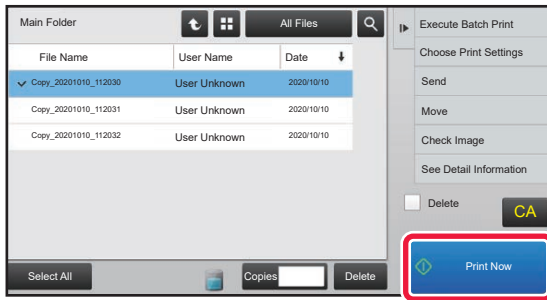 Main Folder
All Files
File Name User Name Date
Copy_20201010_112030 User Unknown 2020/10/10
Copy_20201010_112031 User Unknown 2020/10/10
Copy_20201010_112032 User Unknown 2020/10/10
Select All
Copies
Delete
Execute Batch Print
Choose Print Settings
Send
Move
Check Image
See Detail Information
Delete
CA
Print Now